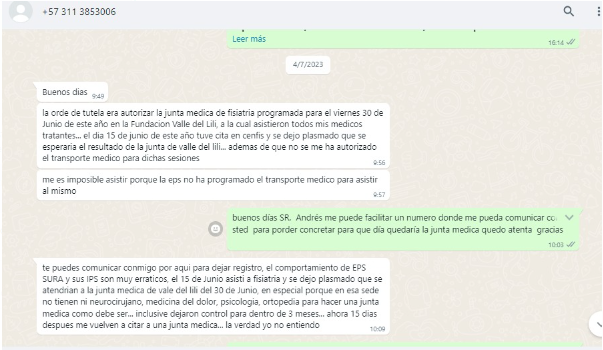 +57 311 3853006
Leer más
16:14
4/7/2023
Buenos dias 9:49
la orde de tutela era autorizar la junta medica de fisiatria programada para el viernes 30 de
Junio de este año en la Fundacion Valle del Lili, a la cual asistieron todos mis medicos
tratantes... el dia 15 de junio de este año tuve cita en cenfis y se dejo plasmado que se
esperaria el resultado de la junta de valle del lili... ademas de que no se me ha autorizado
el transporte medico para dichas sesiones
9:56
me es imposible asistir porque la eps no ha programado el transporte medico para asistir
al mismo
9:57
buenos días SR. Andrés me puede facilitar un numero donde me pueda comunicar co
sted para porder concretar para que día quedaría la junta medica quedo atenta gracias
10:03
te puedes comunicar conmigo por aqui para dejar registro, el comportamiento de EPS
SURA y sus IPS son muy erraticos, el 15 de Junio asisti a fisiatria y se dejo plasmado que se
atendrian a la junta medica de vale del lili del 30 de Junio, en especial porque en esa sede
no tienen ni neurocirujano, medicina del dolor, psicologia, ortopedia para hacer una junta
medica como debe ser... inclusive dejaron control para dentro de 3 meses... ahora 15 dias
despues me vuelven a citar a una junta medica... la verdad yo no entiendo
10:09